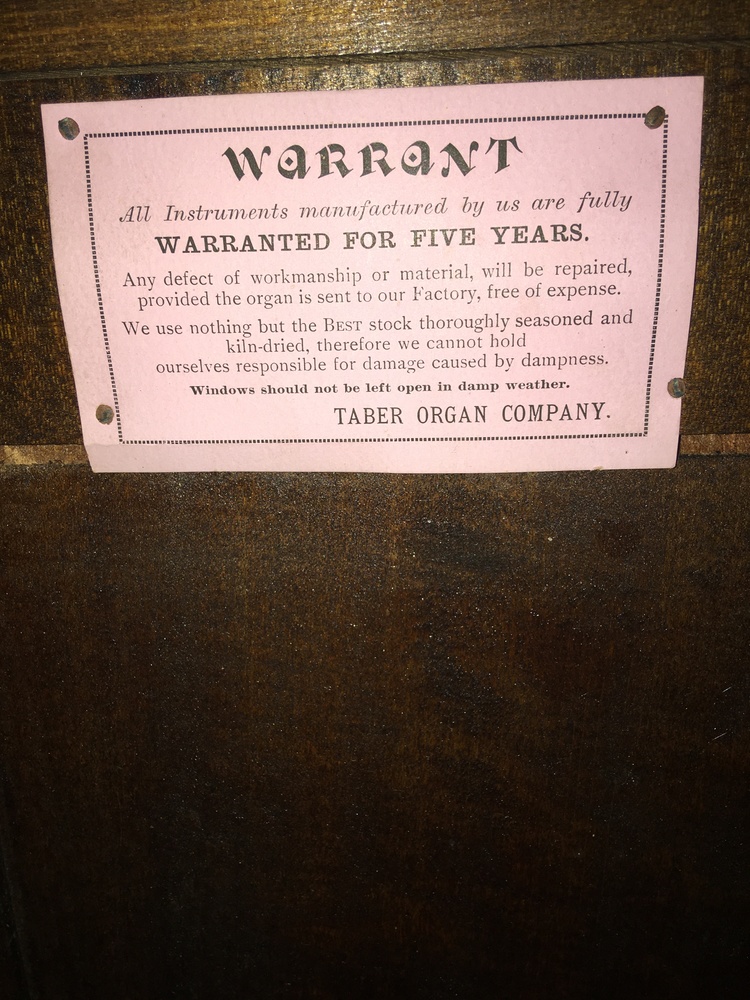 WARRANT
All Instruments manufactured by us are fully
WARRANTED FOR FIVE YEARS.
Any defect of workmanship or material, will be repaired,
provided the organ is sent to our Factory, free of expense.
We use nothing but the BEST stock thoroughly seasoned and
kiln-dried, therefore we cannot hold
ourselves responsible for damage caused by dampness.
Windows should not be left open in damp weather.
TABER ORGAN COMPANY.